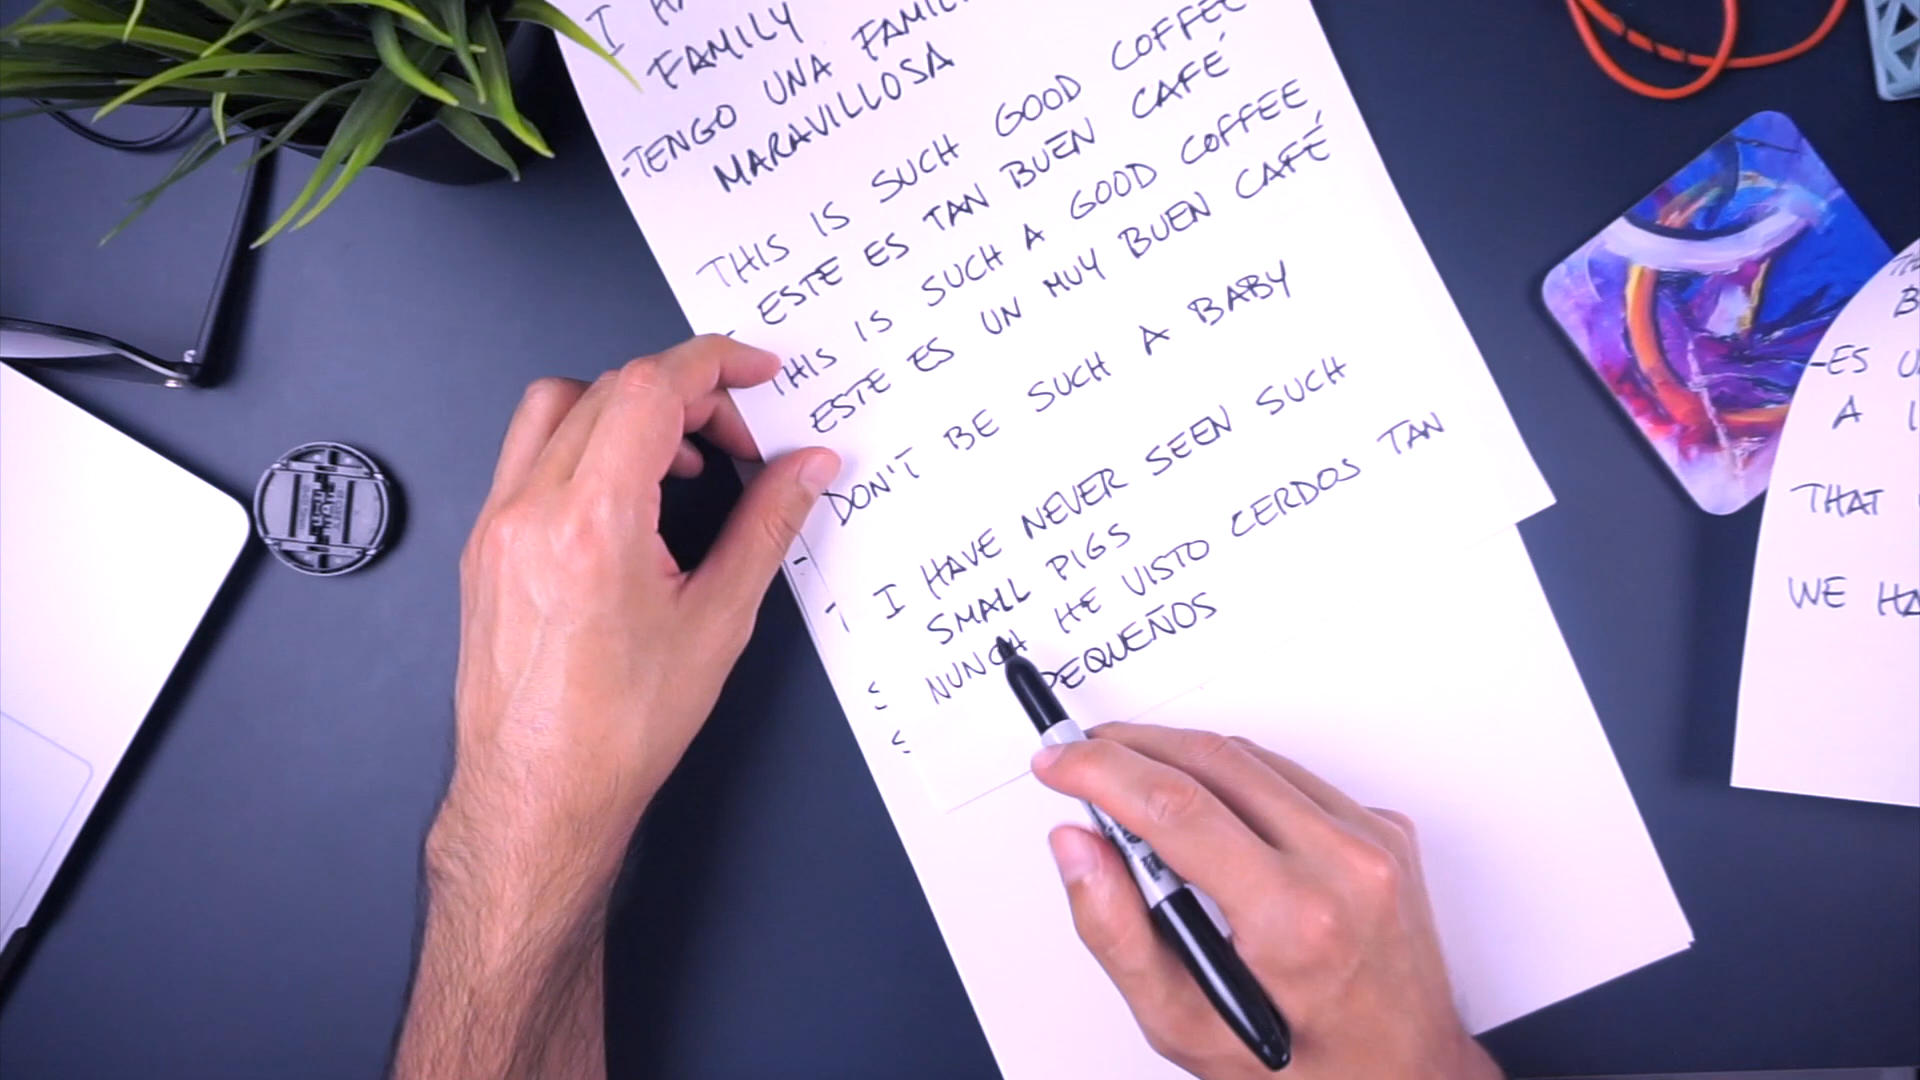 I
FAMILY
-TENGO UNA
MARAVILLOSA
THIS IS SUCH GOOD COFFEE
- ESTE ES TAN BUEN CAFÉ
THIS IS SUCH A GOOD COFFEE
ESTE ES UN MUY BUEN CAFÉ
DON'T BE SUCH A BABY
I HAVE NEVER SEEN SUCH
SMALL PIGS
NUNCA HE VISTO CERDOS TAN
PEQUEÑOS
-ES
A
THAT
WE